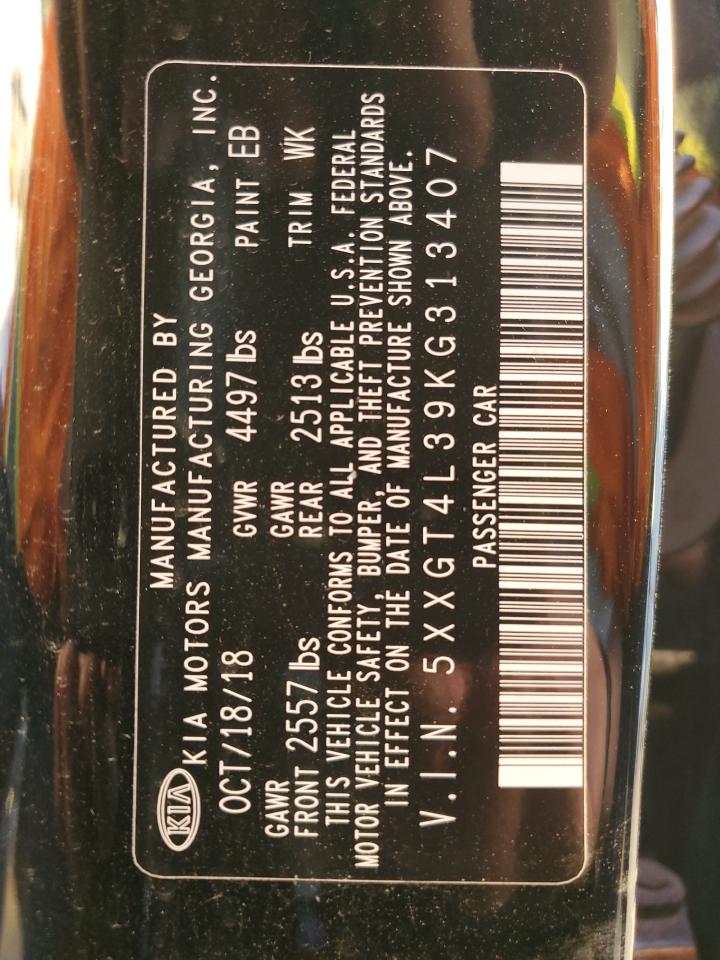 MANUFACTURED BY
KIA KIA MOTORS MANUFACTURING GEORGIA, INC.
OCT/18/18 GVWR 4497 lbs PAINT EB
GAWR FRONT 2557 lbs GAWR REAR 2513 lbs TRIM WK
THIS VEHICLE CONFORMS TO ALL APPLICABLE U.S.A. FEDERAL
MOTOR VEHICLE SAFETY, BUMPER, AND THEFT PREVENTION STANDARDS
IN EFFECT ON THE DATE OF MANUFACTURE SHOWN ABOVE.
V.I.N. 5XXGT4L39KG313407
PASSENGER CAR